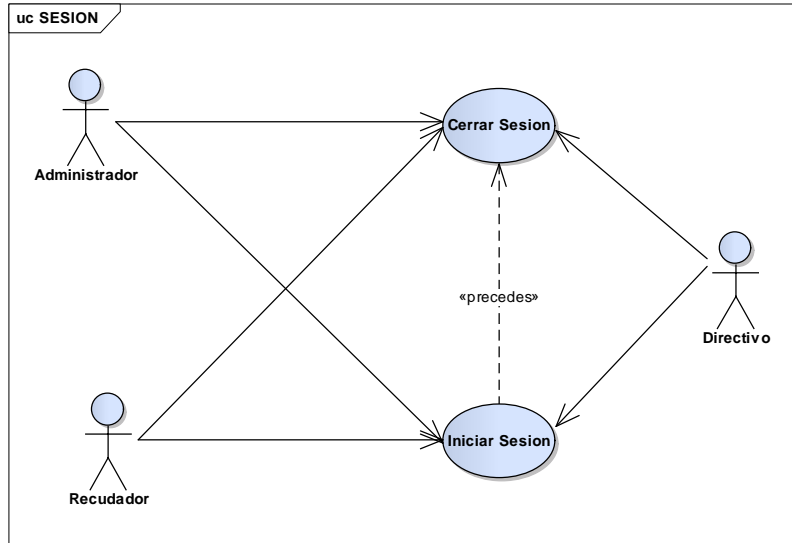 uc SESION
Cerrar Sesion
Administrador
«precedes»
Directivo
Iniciar Sesion
Recudador